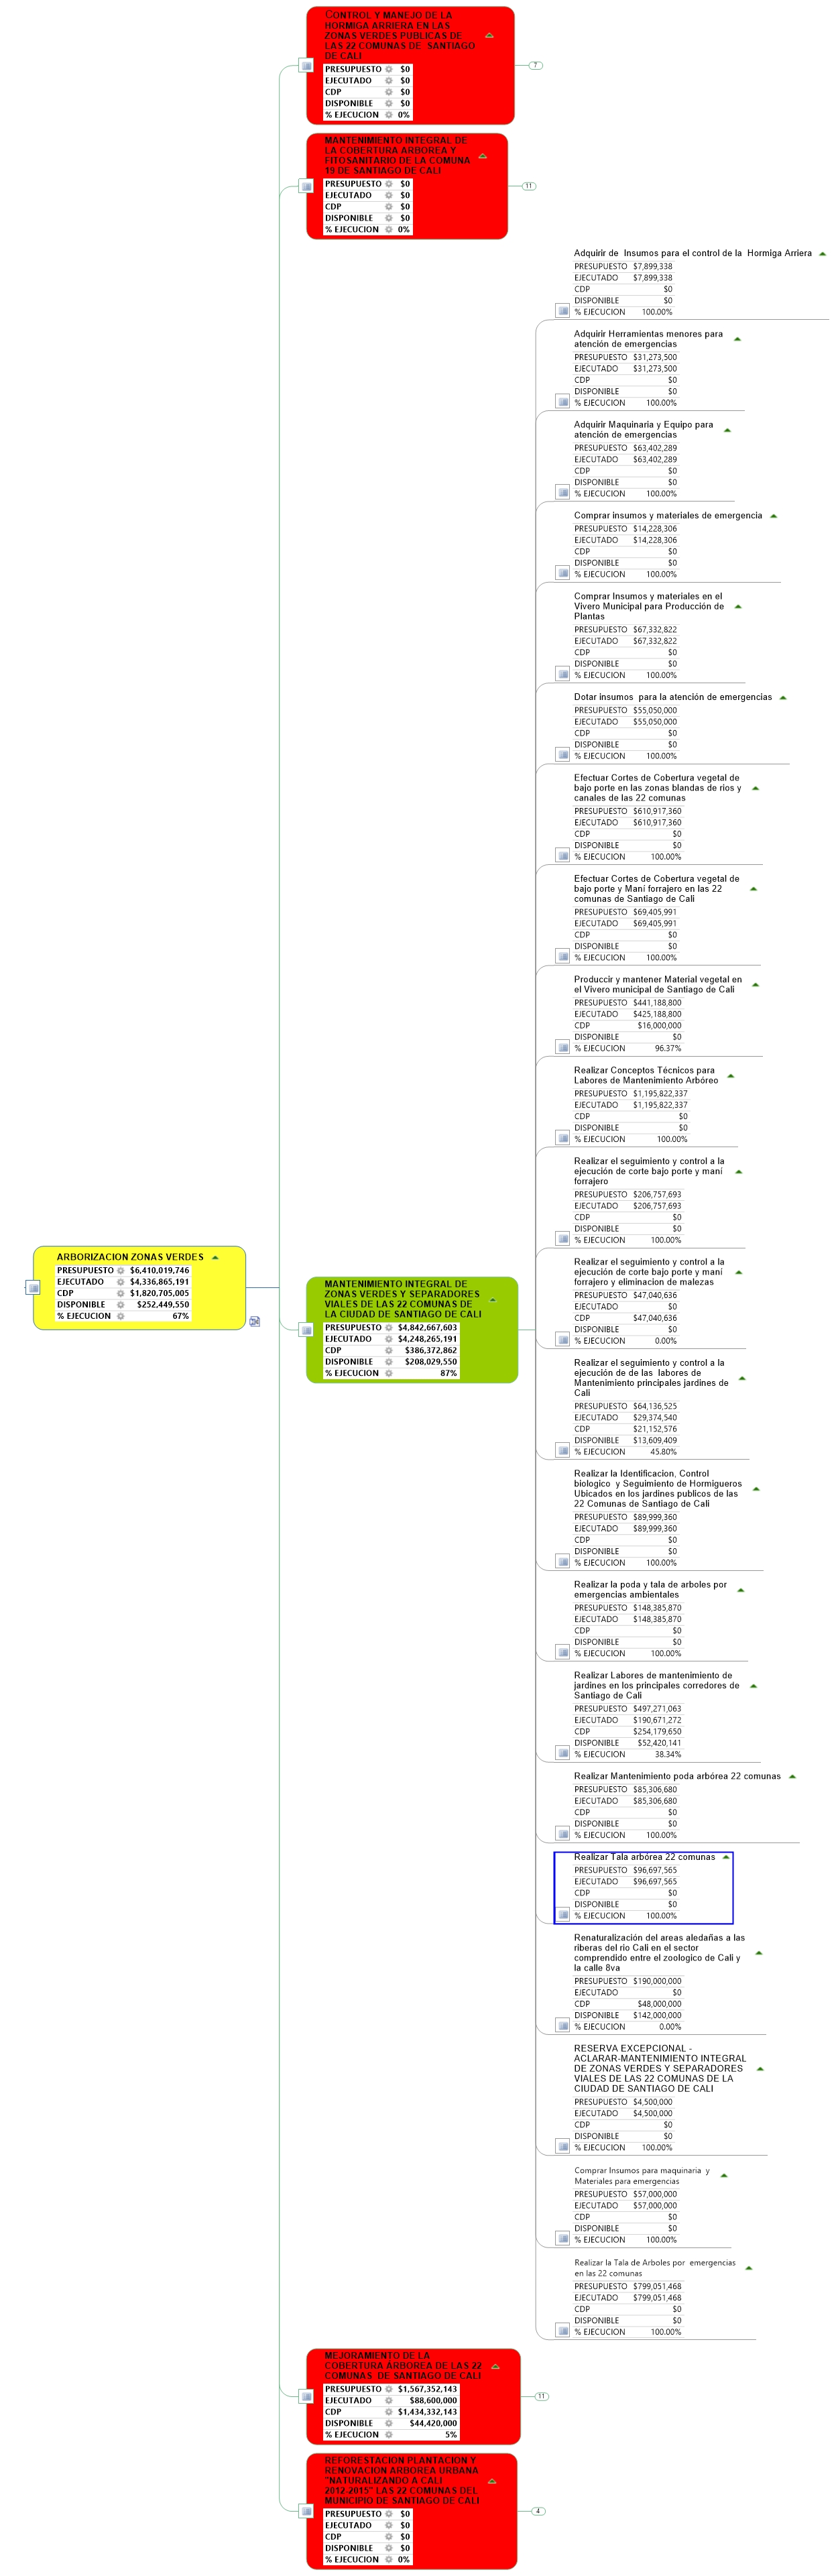 CONTROL Y MANEJO DE LA
HORMIGA ARRIERA EN LAS
ZONAS VERDES PUBLICAS DE
LAS 22 COMUNAS DE SANTIAGO
DE CALI
PRESUPUESTO $0
EJECUTADO $0
CDP $0
DISPONIBLE $0
% EJECUCION 0%
7
MANTENIMIENTO INTEGRAL DE
LA COBERTURA ARBOREA Y
FITOSANITARIO DE LA COMUNA
19 DE SANTIAGO DE CALI
PRESUPUESTO $0
EJECUTADO $0
CDP $0
DISPONIBLE $0
% EJECUCION 0%
11
ARBORIZACION ZONAS VERDES
PRESUPUESTO $6,410,019,746
EJECUTADO $4,336,865,191
CDP $1,820,705,005
DISPONIBLE $252,449,550
% EJECUCION 67%
MANTENIMIENTO INTEGRAL DE
ZONAS VERDES Y SEPARADORES
VIALES DE LAS 22 COMUNAS DE
LA CIUDAD DE SANTIAGO DE CALI
PRESUPUESTO $4,842,667,603
EJECUTADO $4,248,265,191
CDP $386,372,862
DISPONIBLE $208,029,550
% EJECUCION 87%
Adquirir de Insumos para el control de la Hormiga Arriera
PRESUPUESTO $7,899,338
EJECUTADO $7,899,338
CDP $0
DISPONIBLE $0
% EJECUCION 100.00%
Adquirir Herramientas menores para
atención de emergencias
PRESUPUESTO $31,273,500
EJECUTADO $31,273,500
CDP $0
DISPONIBLE $0
% EJECUCION 100.00%
Adquirir Maquinaria y Equipo para
atención de emergencias
PRESUPUESTO $63,402,289
EJECUTADO $63,402,289
CDP $0
DISPONIBLE $0
% EJECUCION 100.00%
Comprar insumos y materiales de emergencia
PRESUPUESTO $14,228,306
EJECUTADO $14,228,306
CDP $0
DISPONIBLE $0
% EJECUCION 100.00%
Comprar Insumos y materiales en el
Vivero Municipal para Producción de
Plantas
PRESUPUESTO $67,332,822
EJECUTADO $67,332,822
CDP $0
DISPONIBLE $0
% EJECUCION 100.00%
Dotar insumos para la atención de emergencias
PRESUPUESTO $55,050,000
EJECUTADO $55,050,000
CDP $0
DISPONIBLE $0
% EJECUCION 100.00%
Efectuar Cortes de Cobertura vegetal de
bajo porte en las zonas blandas de rios y
canales de las 22 comunas
PRESUPUESTO $610,917,360
EJECUTADO $610,917,360
CDP $0
DISPONIBLE $0
% EJECUCION 100.00%
Efectuar Cortes de Cobertura vegetal de
bajo porte y Maní forrajero en las 22
comunas de Santiago de Cali
PRESUPUESTO $69,405,991
EJECUTADO $69,405,991
CDP $0
DISPONIBLE $0
% EJECUCION 100.00%
Produccir y mantener Material vegetal en
el Vivero municipal de Santiago de Cali
PRESUPUESTO $441,188,800
EJECUTADO $425,188,800
CDP $16,000,000
DISPONIBLE $0
% EJECUCION 96.37%
Realizar Conceptos Técnicos para
Labores de Mantenimiento Arbóreo
PRESUPUESTO $1,195,822,337
EJECUTADO $1,195,822,337
CDP $0
DISPONIBLE $0
% EJECUCION 100.00%
Realizar el seguimiento y control a la
ejecución de corte bajo porte y maní
forrajero
PRESUPUESTO $206,757,693
EJECUTADO $206,757,693
CDP $0
DISPONIBLE $0
% EJECUCION 100.00%
Realizar el seguimiento y control a la
ejecución de corte bajo porte y maní
forrajero y eliminacion de malezas
PRESUPUESTO $47,040,636
EJECUTADO $0
CDP $47,040,636
DISPONIBLE $0
% EJECUCION 0.00%
Realizar el seguimiento y control a la
ejecución de de las labores de
Mantenimiento principales jardines de
Cali
PRESUPUESTO $64,136,525
EJECUTADO $29,374,540
CDP $21,152,576
DISPONIBLE $13,609,409
% EJECUCION 45.80%
Realizar la Identificacion, Control
biologico y Seguimiento de Hormigueros
Ubicados en los jardines publicos de las
22 Comunas de Santiago de Cali
PRESUPUESTO $89,999,360
EJECUTADO $89,999,360
CDP $0
DISPONIBLE $0
% EJECUCION 100.00%
Realizar la poda y tala de arboles por
emergencias ambientales
PRESUPUESTO $148,385,870
EJECUTADO $148,385,870
CDP $0
DISPONIBLE $0
% EJECUCION 100.00%
Realizar Labores de mantenimiento de
jardines en los principales corredores de
Santiago de Cali
PRESUPUESTO $497,271,063
EJECUTADO $190,671,272
CDP $254,179,650
DISPONIBLE $52,420,141
% EJECUCION 38.34%
Realizar Mantenimiento poda arbórea 22 comunas
PRESUPUESTO $85,306,680
EJECUTADO $85,306,680
CDP $0
DISPONIBLE $0
% EJECUCION 100.00%
Realizar Tala arbórea 22 comunas
PRESUPUESTO $96,697,565
EJECUTADO $96,697,565
CDP $0
DISPONIBLE $0
% EJECUCION 100.00%
Renaturalización del areas aledañas a las
riberas del rio Cali en el sector
comprendido entre el zoologico de Cali y
la calle 8va
PRESUPUESTO $190,000,000
EJECUTADO $0
CDP $48,000,000
DISPONIBLE $142,000,000
% EJECUCION 0.00%
RESERVA EXCEPCIONAL -
ACLARAR-MANTENIMIENTO INTEGRAL
DE ZONAS VERDES Y SEPARADORES
VIALES DE LAS 22 COMUNAS DE LA
CIUDAD DE SANTIAGO DE CALI
PRESUPUESTO $4,500,000
EJECUTADO $4,500,000
CDP $0
DISPONIBLE $0
% EJECUCION 100.00%
Comprar Insumos para maquinaria y
Materiales para emergencias
PRESUPUESTO $57,000,000
EJECUTADO $57,000,000
CDP $0
DISPONIBLE $0
% EJECUCION 100.00%
Realizar la Tala de Arboles por emergencias
en las 22 comunas
PRESUPUESTO $799,051,468
EJECUTADO $799,051,468
CDP $0
DISPONIBLE $0
% EJECUCION 100.00%
MEJORAMIENTO DE LA
COBERTURA ÁRBOREA DE LAS 22
COMUNAS DE SANTIAGO DE CALI
PRESUPUESTO $1,567,352,143
EJECUTADO $88,600,000
CDP $1,434,332,143
DISPONIBLE $44,420,000
% EJECUCION 5%
11
REFORESTACION PLANTACION Y
RENOVACION ARBOREA URBANA
"NATURALIZANDO A CALI
2012-2015" LAS 22 COMUNAS DEL
MUNICIPIO DE SANTIAGO DE CALI
PRESUPUESTO $0
EJECUTADO $0
CDP $0
DISPONIBLE $0
% EJECUCION 0%
4